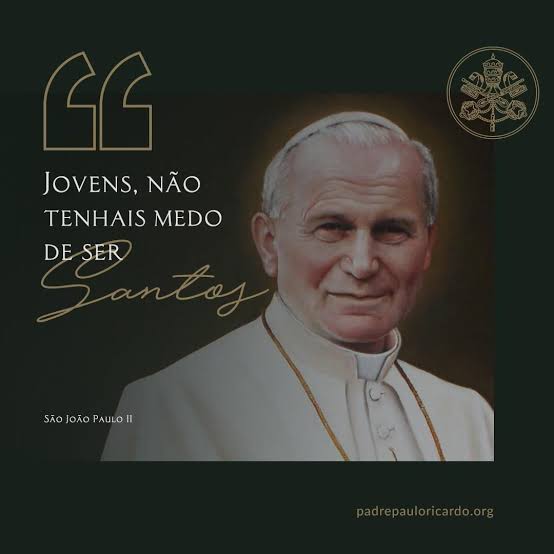 Jovens, não
tenhais medo
de ser
Santos
São João Paulo II
padrepauloricardo.org